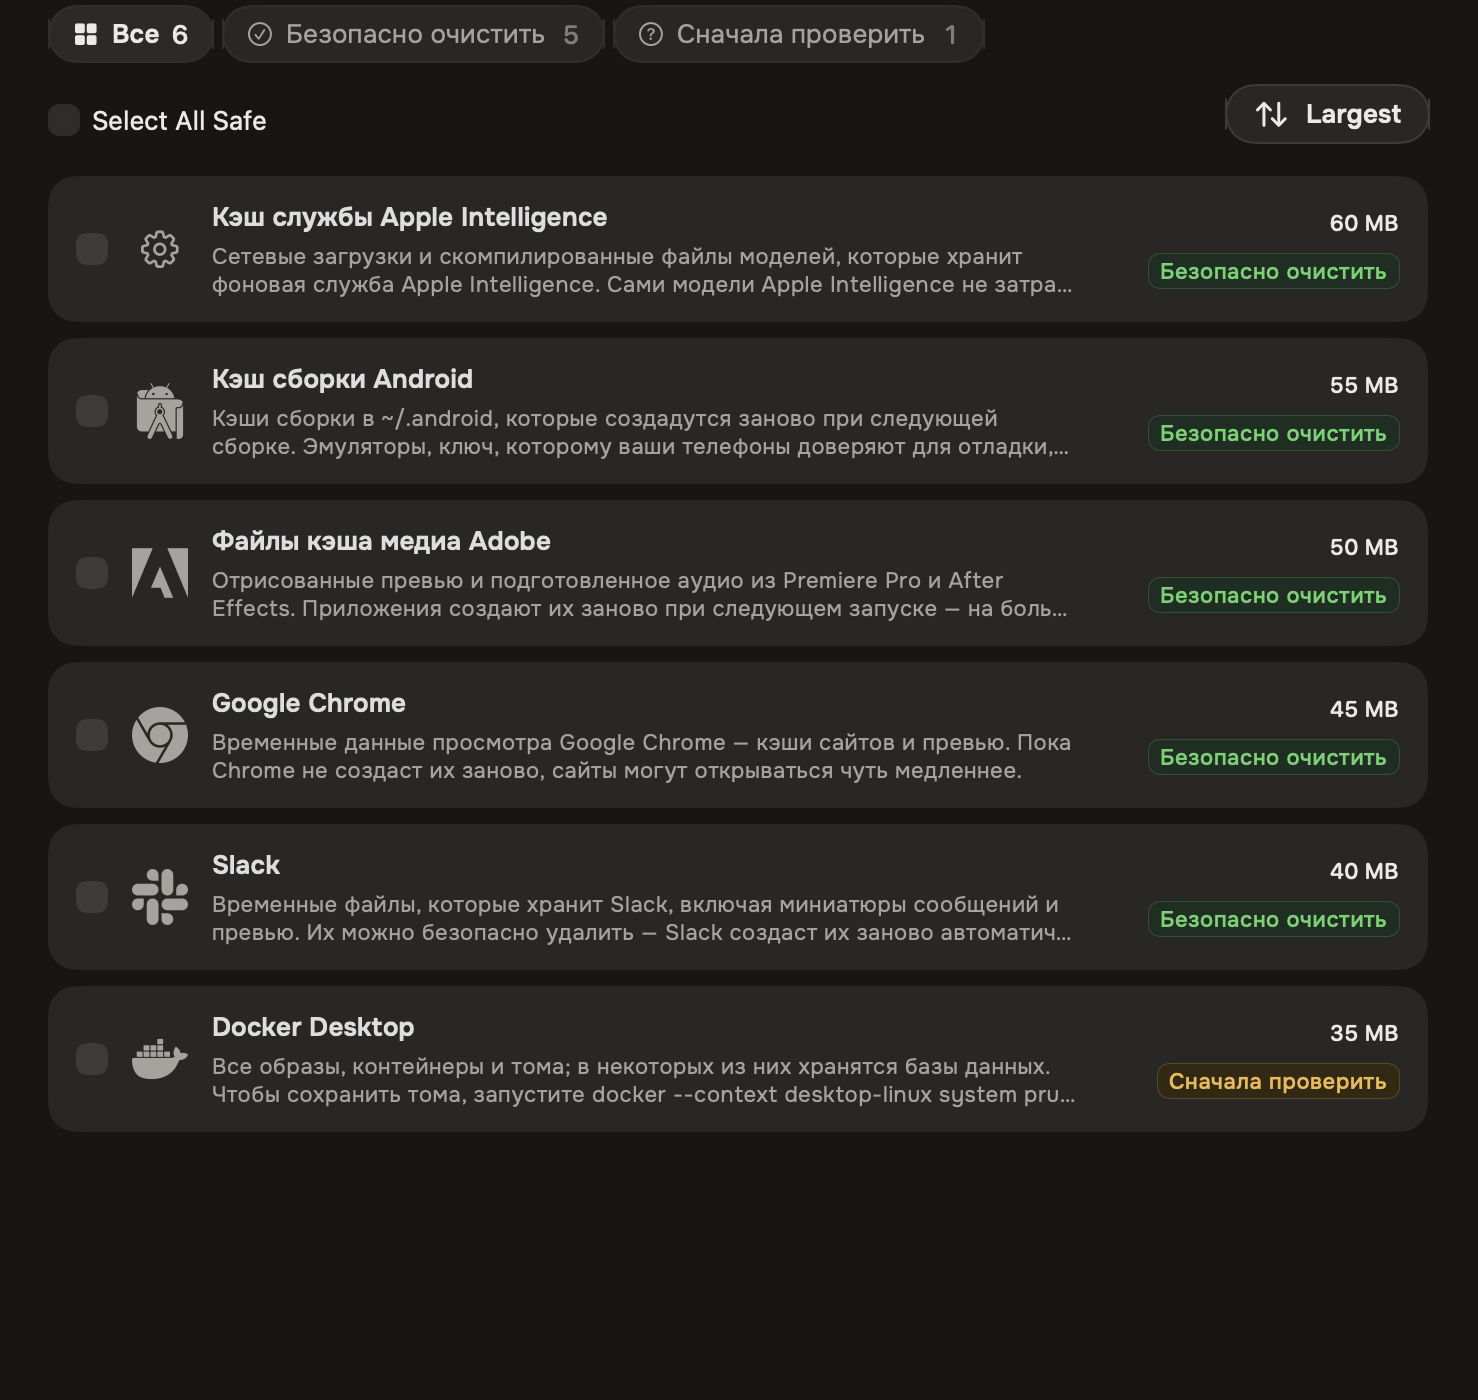 Все 6
Безопасно очистить 5
Сначала проверить 1
Select All Safe
Largest
Кэш службы Apple Intelligence
60 MB
Сетевые загрузки и скомпилированные файлы моделей, которые хранит
фоновая служба Apple Intelligence. Сами модели Apple Intelligence не затра...
Безопасно очистить
Кэш сборки Android
55 MB
Кэши сборки в ~/.android, которые создадутся заново при следующей
сборке. Эмуляторы, ключ, которому ваши телефоны доверяют для отладки,...
Безопасно очистить
Файлы кэша медиа Adobe
50 MB
Отрисованные превью и подготовленное аудио из Premiere Pro и After
Effects. Приложения создают их заново при следующем запуске — на боль...
Безопасно очистить
Google Chrome
45 MB
Временные данные просмотра Google Chrome — кэши сайтов и превью. Пока
Chrome не создаст их заново, сайты могут открываться чуть медленнее.
Безопасно очистить
Slack
40 MB
Временные файлы, которые хранит Slack, включая миниатюры сообщений и
превью. Их можно безопасно удалить — Slack создаст их заново автоматич...
Безопасно очистить
Docker Desktop
35 MB
Все образы, контейнеры и тома; в некоторых из них хранятся базы данных.
Чтобы сохранить тома, запустите docker --context desktop-linux system pru...
Сначала проверить